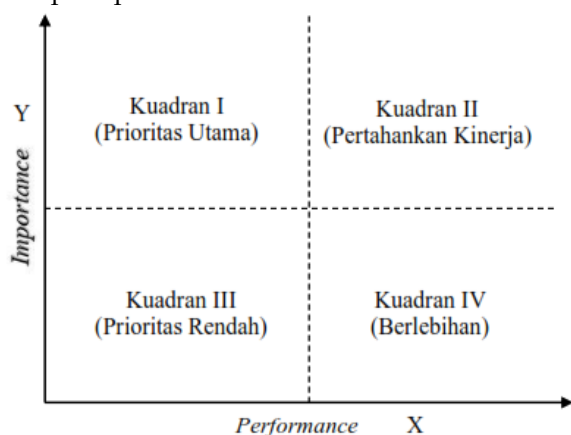 Y
Importance
Kuadran I
(Prioritas Utama)
Kuadran II
(Pertahankan Kinerja)
Kuadran III
(Prioritas Rendah)
Kuadran IV
(Berlebihan)
Performance X